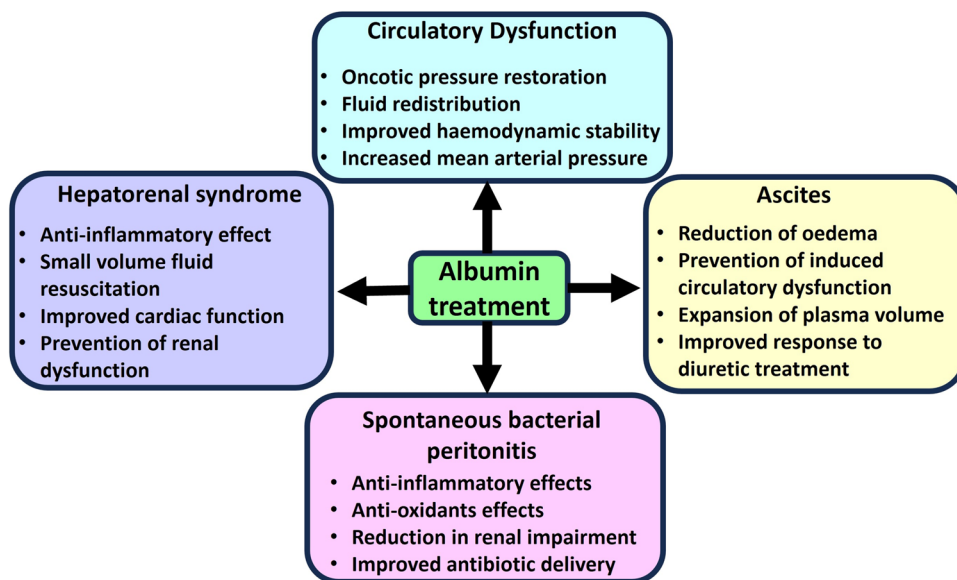 Circulatory Dysfunction
• Oncotic pressure restoration
• Fluid redistribution
• Improved haemodynamic stability
• Increased mean arterial pressure
Hepatorenal syndrome
• Anti-inflammatory effect
• Small volume fluid
resuscitation
• Improved cardiac function
• Prevention of renal
dysfunction
Albumin
treatment
Ascites
• Reduction of oedema
• Prevention of induced
circulatory dysfunction
• Expansion of plasma volume
• Improved response to
diuretic treatment
Spontaneous bacterial
peritonitis
• Anti-inflammatory effects
• Anti-oxidants effects
• Reduction in renal impairment
• Improved antibiotic delivery